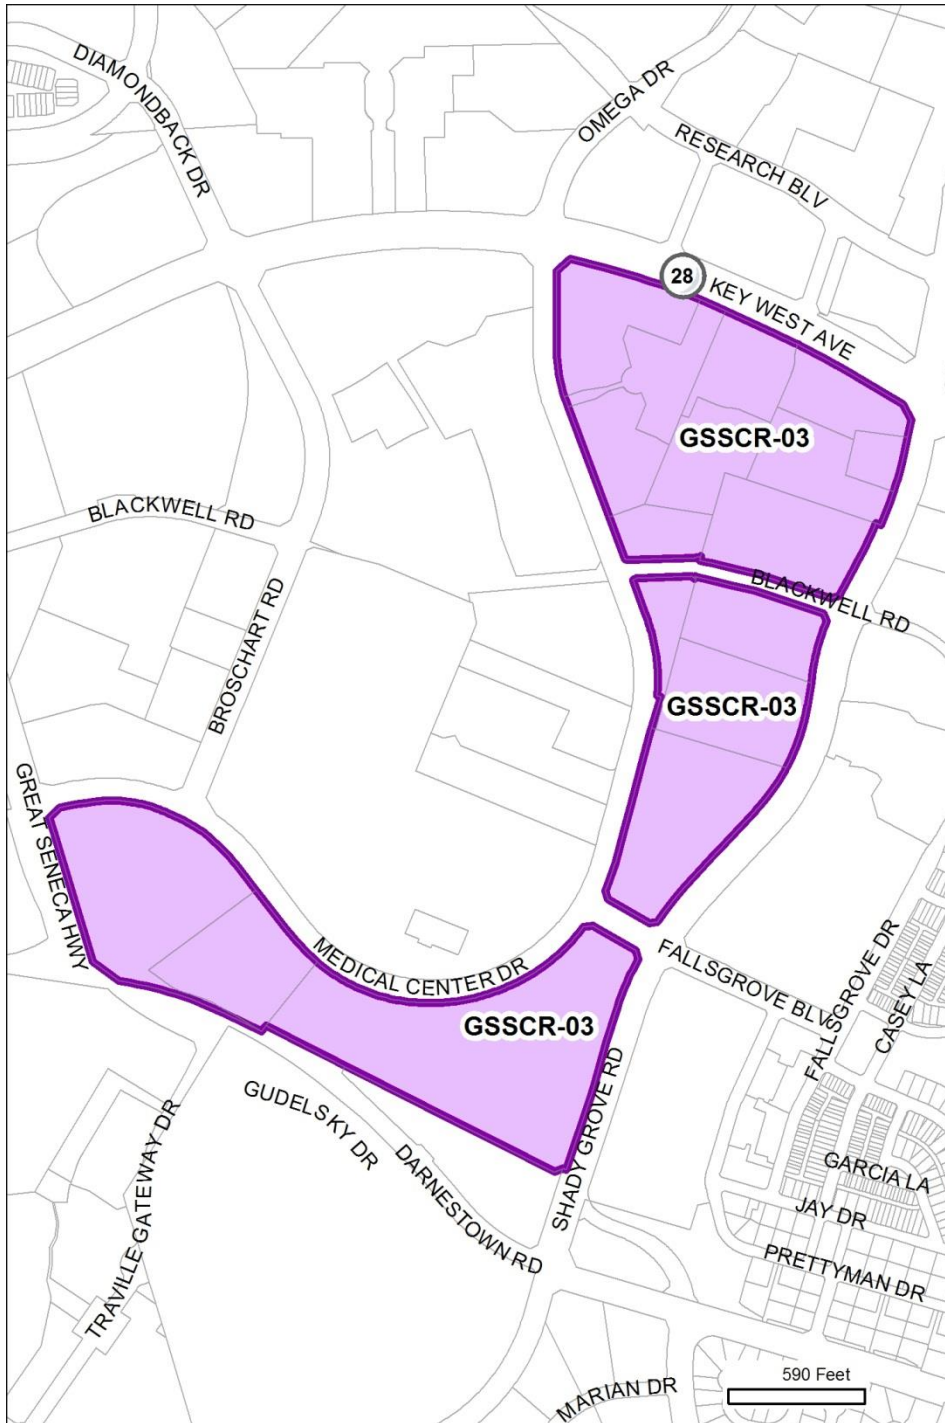 DIAMONDBACK DR
OMEGA DR
RESEARCH BLV
28
KEY WEST AVE
GSSCR-03
BLACKWELL RD
BLACKWELL RD
BROSCHART RD
GSSCR-03
GREAT SENECA HWY
MEDICAL CENTER DR
FALLSGROVE BLV
FALLSGROVE DR
CASEY LA
GSSCR-03
SHADY GROVE RD
GUDELSKY DR
DARNESTOWN RD
TRAVILLE GATEWAY DR
GARCIA LA
JAY DR
PRETTYMAN DR
MARIAN DR
590 Feet